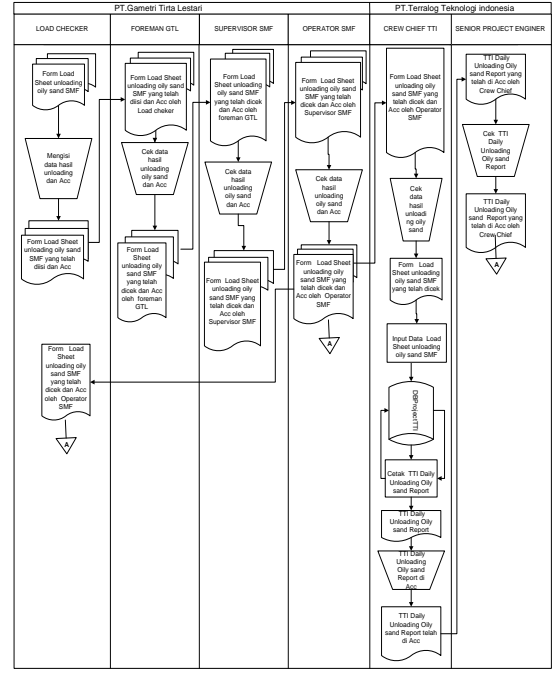 PT.Gametri Tirta Lestari
PT.Terralog Teknologi indonesia
LOAD CHECKER
FOREMAN GTL
SUPERVISOR SMF
OPERATOR SMF
CREW CHIEF TTI
SENIOR PROJECT ENGINER
Form Load
Sheet unloading
oily sand SMF
Mengisi
data hasil
unloading
dan Acc
Form Load Sheet
unloading oily sand
SMF yang telah
diisi dan Acc
Form Load
Sheet
unloading oily
sand SMF
yang telah
dicek dan Acc
oleh Operator
SMF
A
Form Load Sheet
unloading oily sand
SMF yang telah
diisi dan Acc oleh
Load cheker
Cek data
hasil
unloading
oily sand
dan Acc
Form Load
Sheet
unloading oily
sand SMF yang
telah dicek dan
Acc oleh foreman
GTL
Form Load Sheet
unloading oily sand
SMF yang telah
dicek dan Acc oleh
foreman GTL
Cek data
hasil
unloading
oily sand
dan Acc
Form Load Sheet
unloading oily
sand SMF yang
telah dicek dan
Acc oleh
Supervisor SMF
Form Load Sheet
unloading oily sand
SMF yang telah
dicek dan Acc oleh
Supervisor SMF
Cek data
hasil
unloading
oily sand
dan Acc
Form Load Sheet
unloading oily sand
SMF yang telah
dicek dan Acc
oleh Operator
SMF
A
Form Load Sheet
unloading oily sand
SMF yang telah
dicek dan Acc
oleh Operator
SMF
Cek
data
hasil
unloadi
ng oily
sand
Form Load
Sheet unloading
oily sand SMF
yang telah dicek
Input Data Load
Sheet unloading
oily sand SMF
DBProjectTTI
Cetak TTI Daily
Unloading Oily
sand Report
TTI Daily
Unloading Oily
sand Report
TTI Daily
Unloading
Oily sand
Report di
Acc
TTI Daily
Unloading Oily
sand Report telah
di Acc
TTI Daily
Unloading Oily
sand Report yang
telah di Acc oleh
Crew Chief
Cek TTI
Daily
Unloading
Oily sand
Report
TTI Daily
Unloading Oily
sand Report yang
telah di Acc oleh
Crew Chief
A